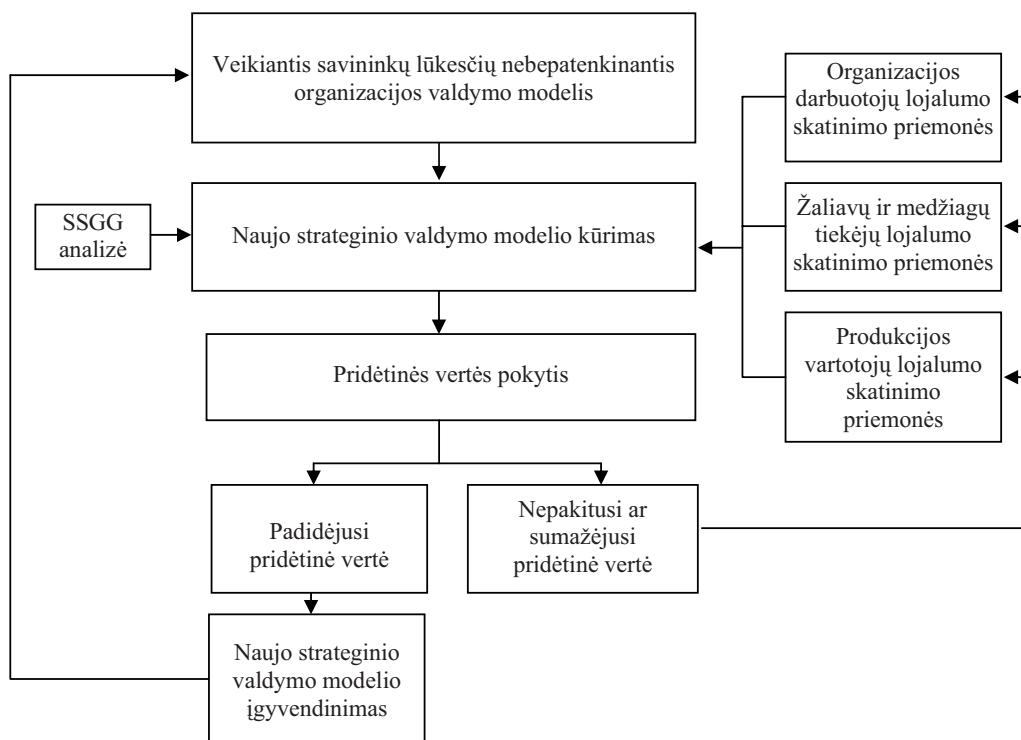 Veikiantis savininkų lūkesčių nebepatenkinantis
organizacijos valdymo modelis
Organizacijos
darbuotojų lojalumo
skatinimo priemonės
SSGG
analizė
Naujo strateginio valdymo modelio kūrimas
Žaliavų ir medžiagų
tiekėjų lojalumo
skatinimo priemonės
Pridėtinės vertės pokytis
Produkcijos
vartotojų lojalumo
skatinimo
priemonės
Padidėjusi
pridėtinė vertė
Nepakitusi ar
sumažėjusi
pridėtinė vertė
Naujo strateginio
valdymo modelio
įgyvendinimas